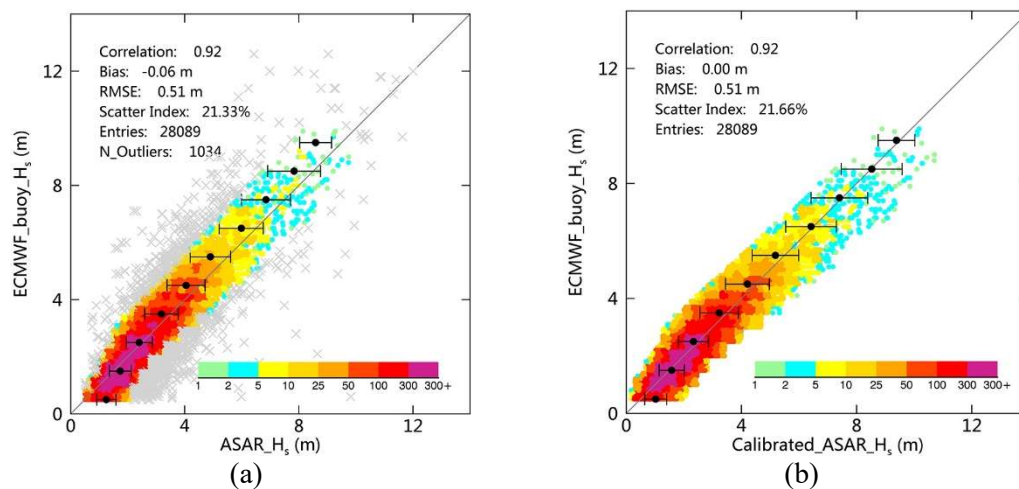 Correlation: 0.92
Bias: -0.06 m
RMSE: 0.51 m
Scatter Index: 21.33%
Entries: 28089
N_Outliers: 1034
ECMWF_buoy_Hs (m)
12
8
4
0
1 2 5 10 25 50 100 300 300+
0 4 8 12
ASAR_Hs (m)
(a)
Correlation: 0.92
Bias: 0.00 m
RMSE: 0.51 m
Scatter Index: 21.66%
Entries: 28089
ECMWF_buoy_Hs (m)
12
8
4
0
1 2 5 10 25 50 100 300 300+
0 4 8 12
Calibrated_ASAR_Hs (m)
(b)